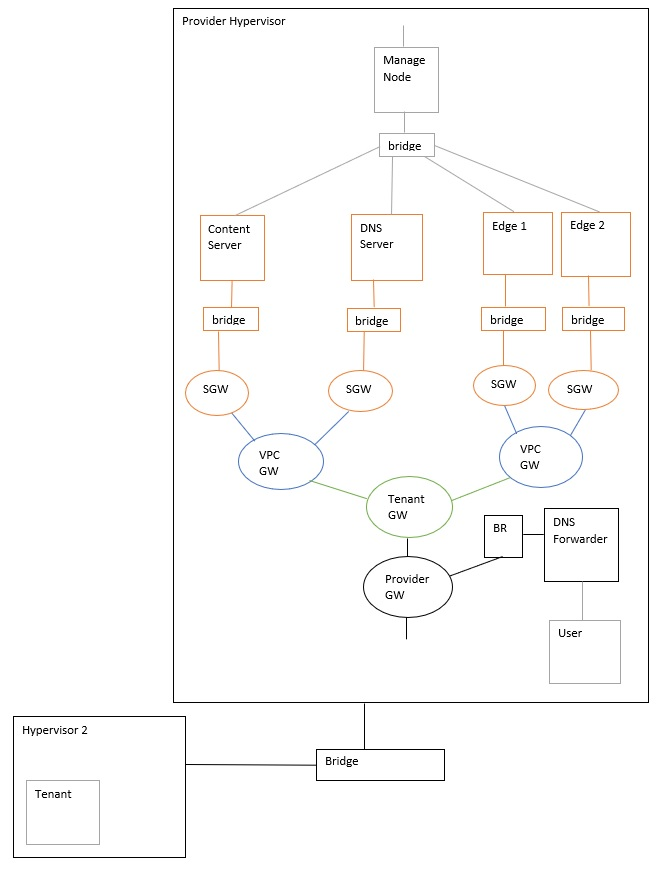 Provider Hypervisor
Manage
Node
bridge
Content
Server
DNS
Server
Edge 1
Edge 2
bridge
bridge
bridge
bridge
SGW
SGW
SGW
SGW
VPC
GW
VPC
GW
Tenant
GW
BR
DNS
Forwarder
Provider
GW
User
Hypervisor 2
Bridge
Tenant